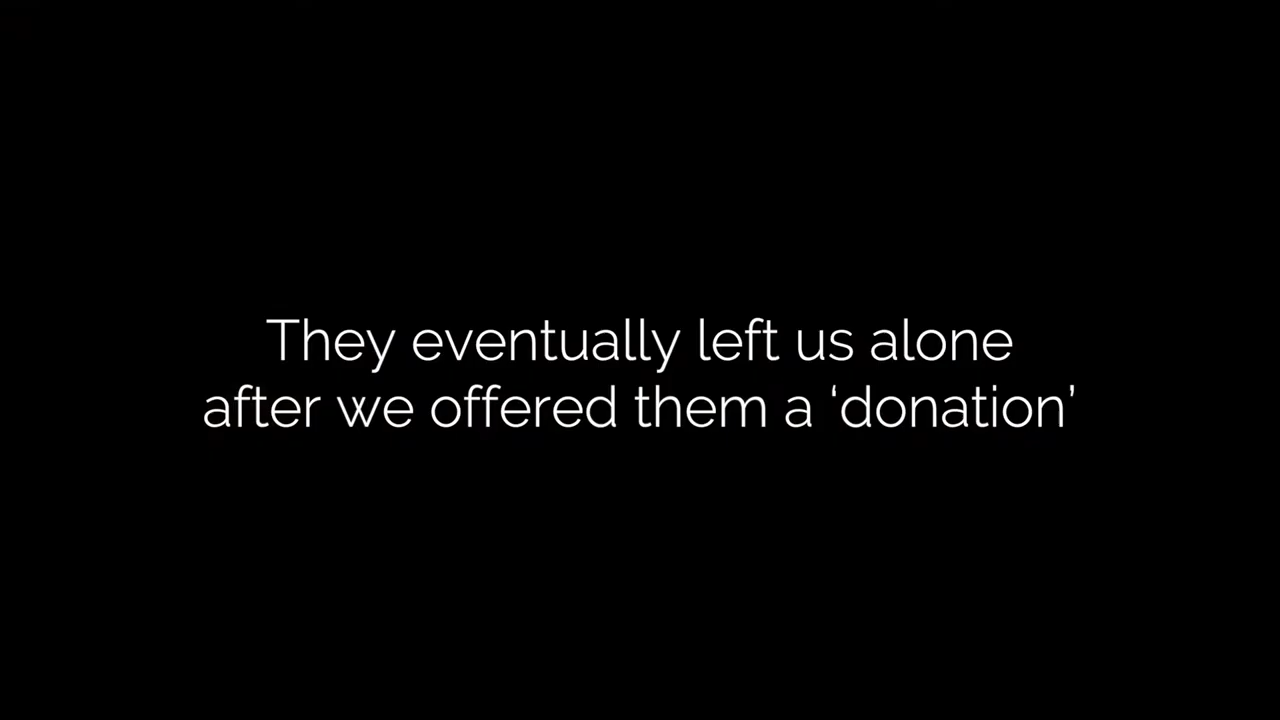 They eventually left us alone
after we offered them a ‘donation’